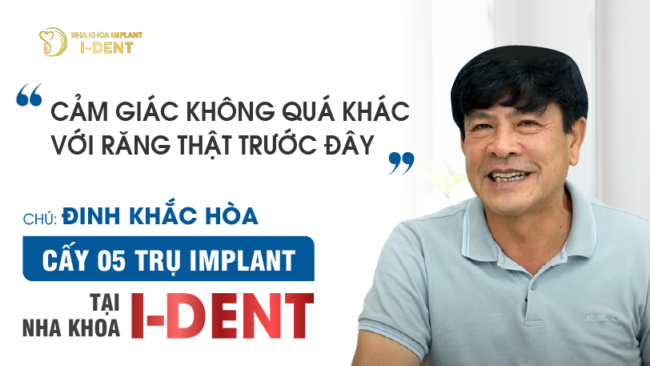 NHA KHOA IMPLANT
I-DENT
“ CẢM GIÁC KHÔNG QUÁ KHÁC
VỚI RĂNG THẬT TRƯỚC ĐÂY ”
CHÚ: ĐINH KHẮC HÒA
CẤY 05 TRỤ IMPLANT
TẠI
NHA KHOA I-DENT